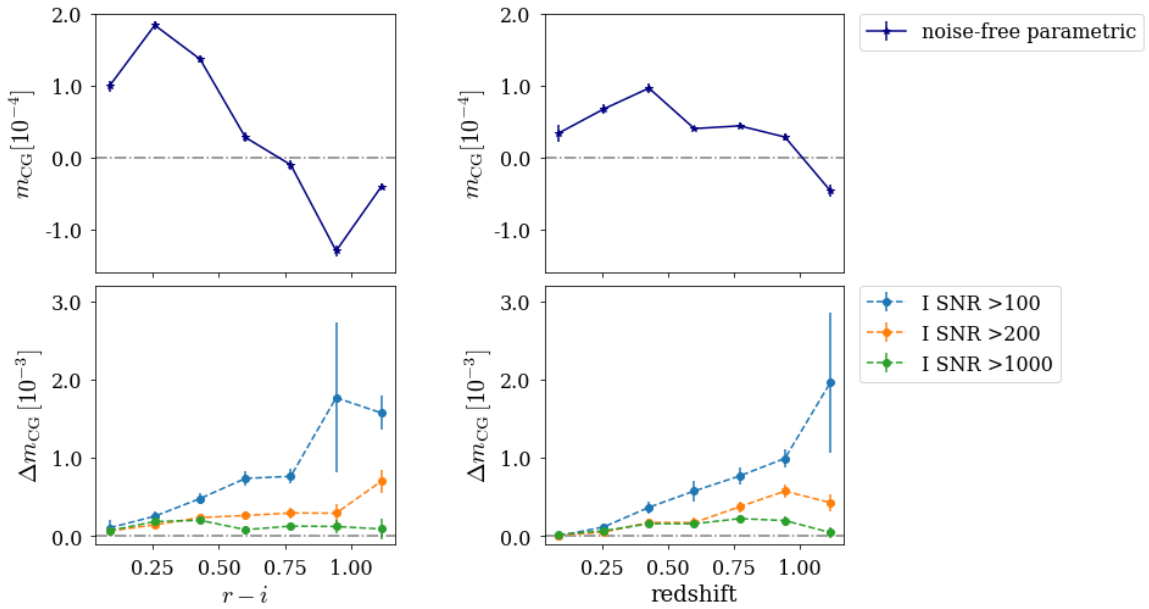 2.0
1.0
0.0
-1.0
m_CG [10⁻⁴]
2.0
1.0
0.0
-1.0
m_CG [10⁻⁴]
noise-free parametric
3.0
2.0
1.0
0.0
Δm_CG [10⁻³]
0.25 0.50 0.75 1.00
r − i
3.0
2.0
1.0
0.0
Δm_CG [10⁻³]
0.25 0.50 0.75 1.00
redshift
I SNR >100
I SNR >200
I SNR >1000